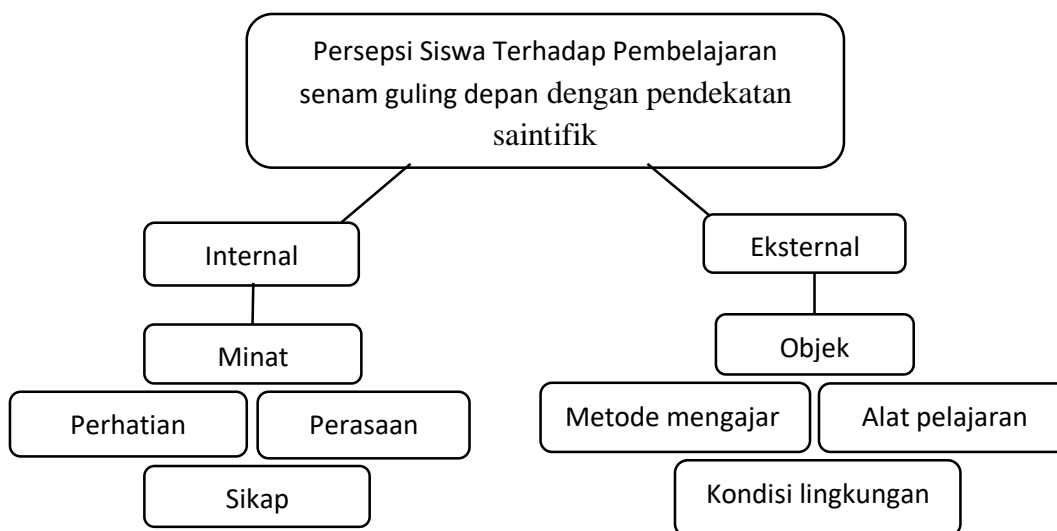 Persepsi Siswa Terhadap Pembelajaran
senam guling depan dengan pendekatan
saintifik
Internal
Eksternal
Minat
Objek
Perhatian
Perasaan
Metode mengajar
Alat pelajaran
Sikap
Kondisi lingkungan